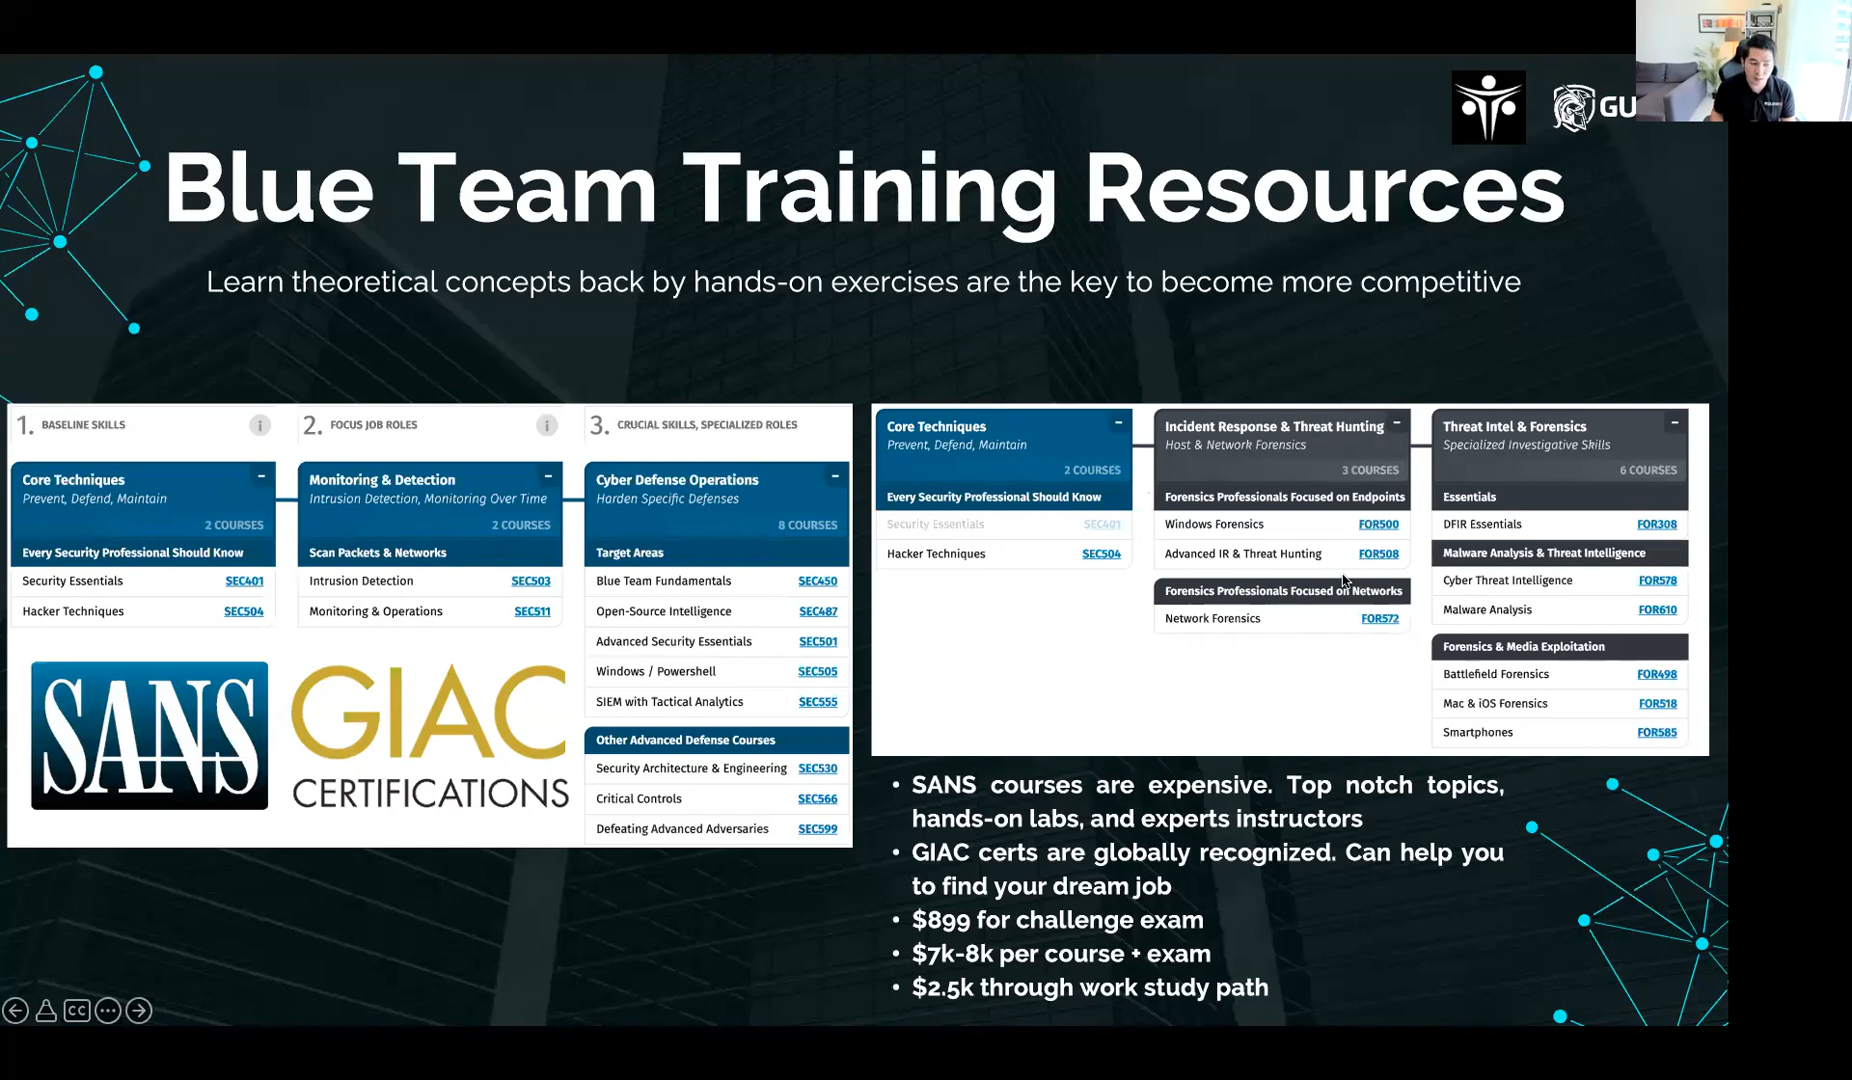 GU
Blue Team Training Resources
Learn theoretical concepts back by hands-on exercises are the key to become more competitive
1. BASELINE SKILLS
i
2. FOCUS JOB ROLES
i
3. CRUCIAL SKILLS, SPECIALIZED ROLES
Core Techniques
Prevent, Defend, Maintain
2 COURSES
Every Security Professional Should Know
Security Essentials SEC401
Hacker Techniques SEC504
Monitoring & Detection
Intrusion Detection, Monitoring Over Time
2 COURSES
Scan Packets & Networks
Intrusion Detection SEC503
Monitoring & Operations SEC511
Cyber Defense Operations
Harden Specific Defenses
8 COURSES
Target Areas
Blue Team Fundamentals SEC450
Open-Source Intelligence SEC487
Advanced Security Essentials SEC501
Windows / Powershell SEC505
SIEM with Tactical Analytics SEC555
Other Advanced Defense Courses
Security Architecture & Engineering SEC530
Critical Controls SEC566
Defeating Advanced Adversaries SEC599
SANS
GIAC
CERTIFICATIONS
Core Techniques
Prevent, Defend, Maintain
2 COURSES
Every Security Professional Should Know
Security Essentials SEC401
Hacker Techniques SEC504
Incident Response & Threat Hunting
Host & Network Forensics
3 COURSES
Forensics Professionals Focused on Endpoints
Windows Forensics FOR500
Advanced IR & Threat Hunting FOR508
Forensics Professionals Focused on Networks
Network Forensics FOR572
Threat Intel & Forensics
Specialized Investigative Skills
6 COURSES
Essentials
DFIR Essentials FOR308
Malware Analysis & Threat Intelligence
Cyber Threat Intelligence FOR578
Malware Analysis FOR610
Forensics & Media Exploitation
Battlefield Forensics FOR498
Mac & iOS Forensics FOR518
Smartphones FOR585
• SANS courses are expensive. Top notch topics,
hands-on labs, and experts instructors
• GIAC certs are globally recognized. Can help you
to find your dream job
• $899 for challenge exam
• $7k-8k per course + exam
• $2.5k through work study path
CC